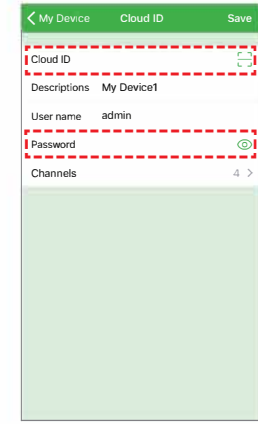 My Device Cloud ID Save
Cloud ID
Descriptions My Device1
User name admin
Password
Channels 4